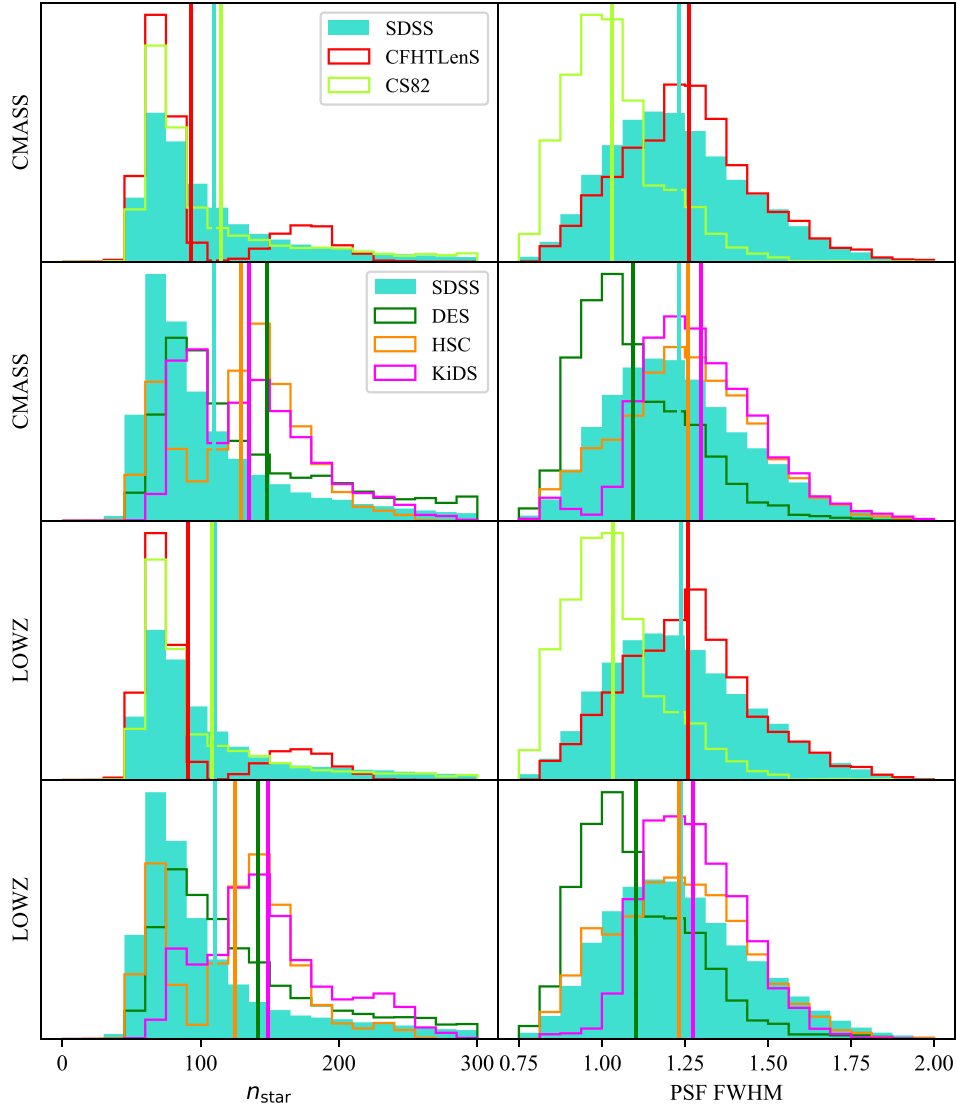 SDSS
CFHTLenS
CS82
CMASS
SDSS
DES
HSC
KiDS
CMASS
LOWZ
LOWZ
0 100 200 300 0.75 1.00 1.25 1.50 1.75 2.00
n_star PSF FWHM